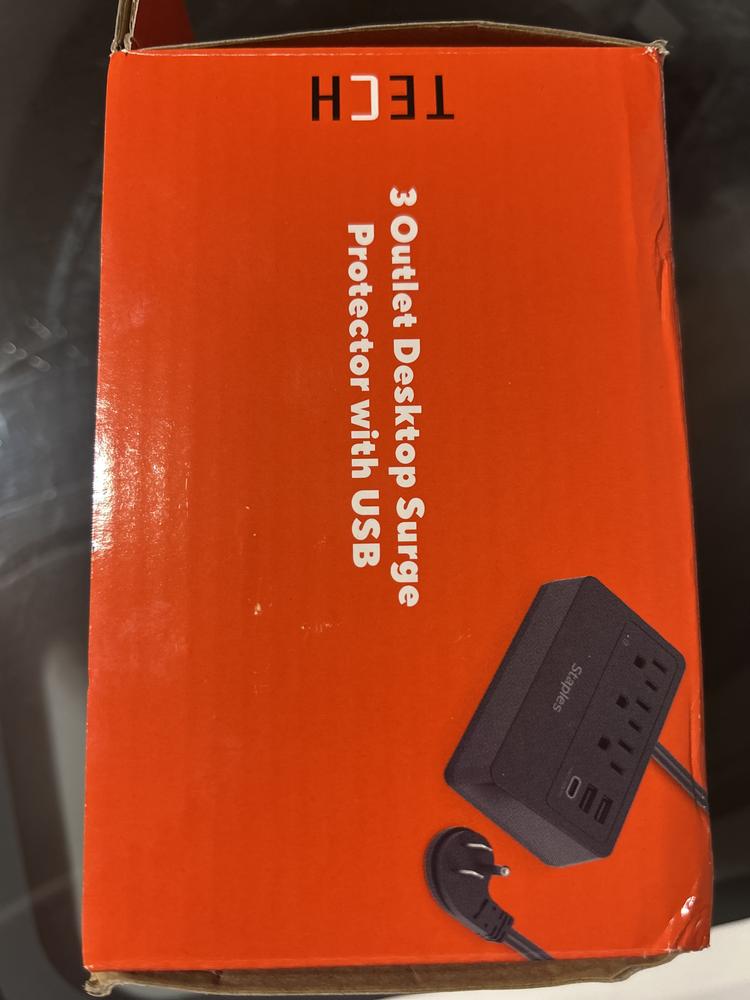 TECH
3 Outlet Desktop Surge
Protector with USB
Staples